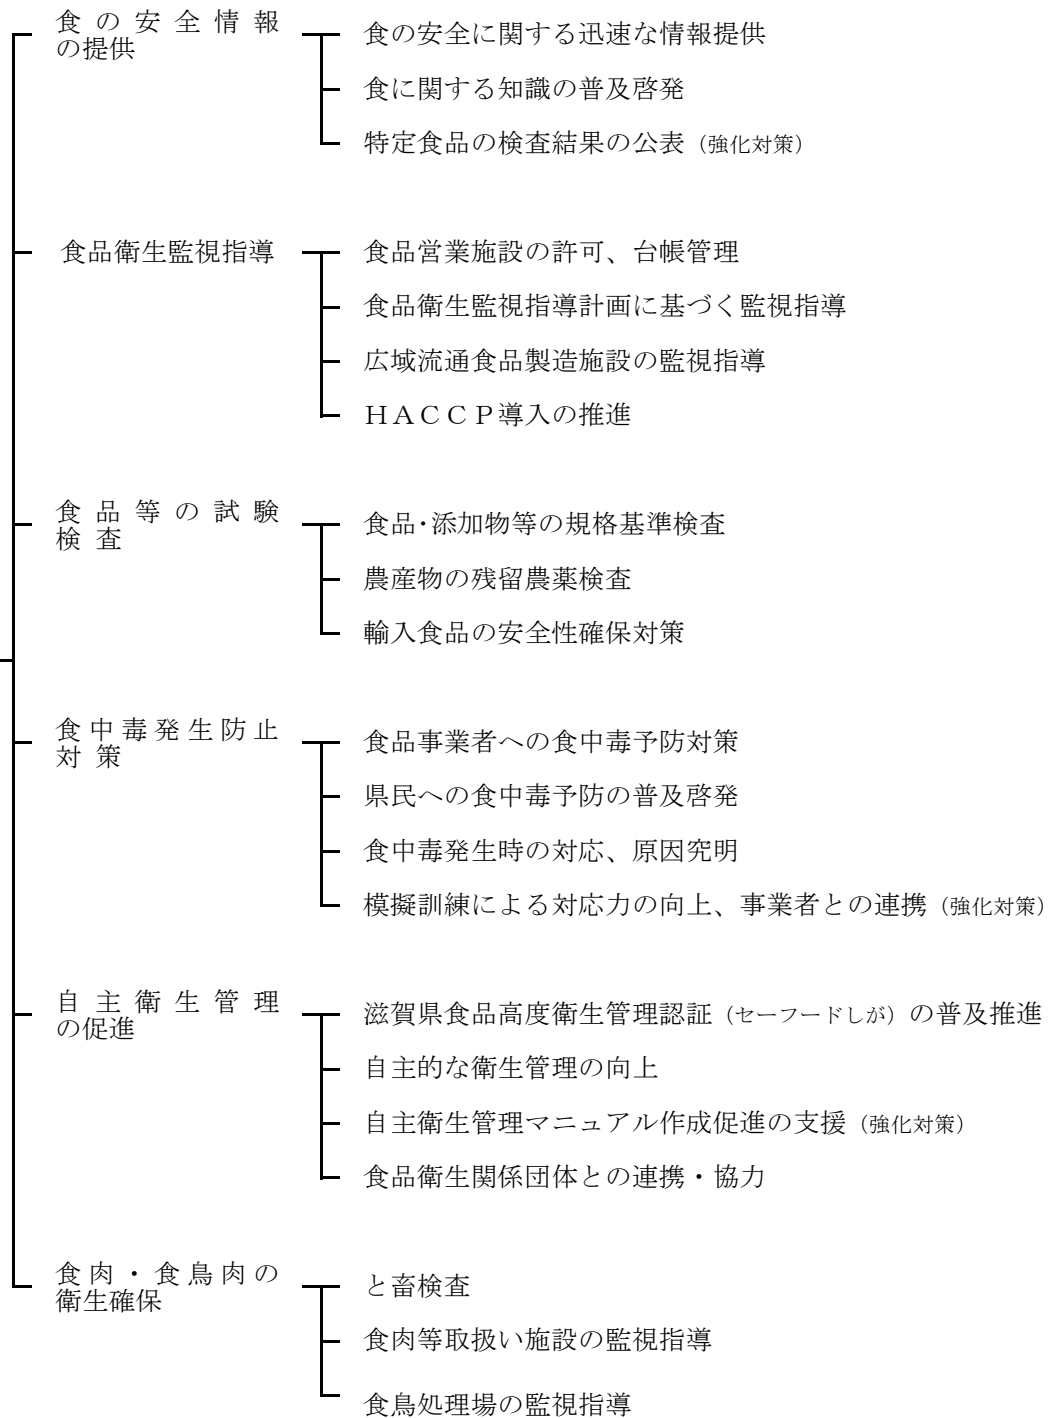 食の安全情報
の提供
食の安全に関する迅速な情報提供
食に関する知識の普及啓発
特定食品の検査結果の公表（強化対策）
食品衛生監視指導
食品営業施設の許可、台帳管理
食品衛生監視指導計画に基づく監視指導
広域流通食品製造施設の監視指導
ＨＡＣＣＰ導入の推進
食品等の試験
検査
食品･添加物等の規格基準検査
農産物の残留農薬検査
輸入食品の安全性確保対策
食中毒発生防止
対策
食品事業者への食中毒予防対策
県民への食中毒予防の普及啓発
食中毒発生時の対応、原因究明
模擬訓練による対応力の向上、事業者との連携（強化対策）
自主衛生管理
の促進
滋賀県食品高度衛生管理認証（セーフードしが）の普及推進
自主的な衛生管理の向上
自主衛生管理マニュアル作成促進の支援（強化対策）
食品衛生関係団体との連携・協力
食肉・食鳥肉の
衛生確保
と畜検査
食肉等取扱い施設の監視指導
食鳥処理場の監視指導